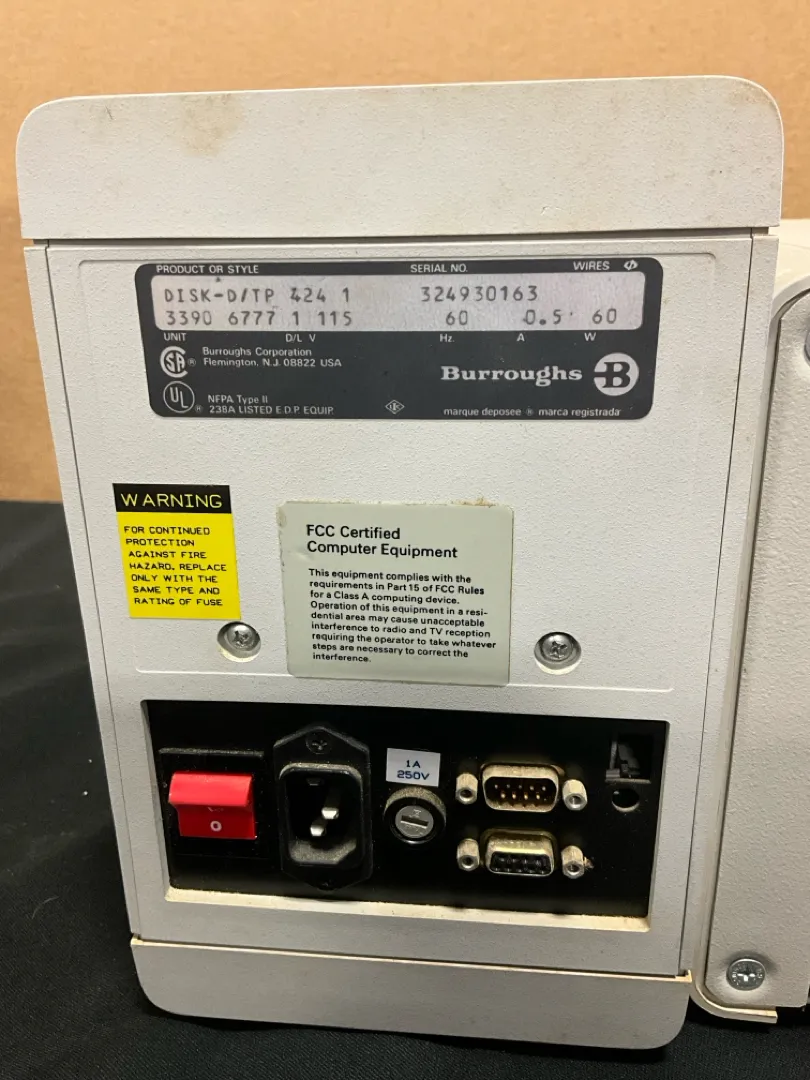 PRODUCT OR STYLE SERIAL NO. WIRES Φ
DISK-D/TP 424 1 324930163
3390 6777 1 115 60 0.5 60
UNIT D/L V Hz A W
SA ® Burroughs Corporation
Flemington, N.J. 08822 USA
Burroughs B
UL ® NFPA Type II
238A LISTED E.D.P. EQUIP.
marque deposee ® marca registrada
WARNING
FOR CONTINUED
PROTECTION
AGAINST FIRE
HAZARD, REPLACE
ONLY WITH THE
SAME TYPE AND
RATING OF FUSE
FCC Certified
Computer Equipment
This equipment complies with the
requirements in Part 15 of FCC Rules
for a Class A computing device.
Operation of this equipment in a resi-
dential area may cause unacceptable
interference to radio and TV reception
requiring the operator to take whatever
steps are necessary to correct the
interference.
1A
250V
0